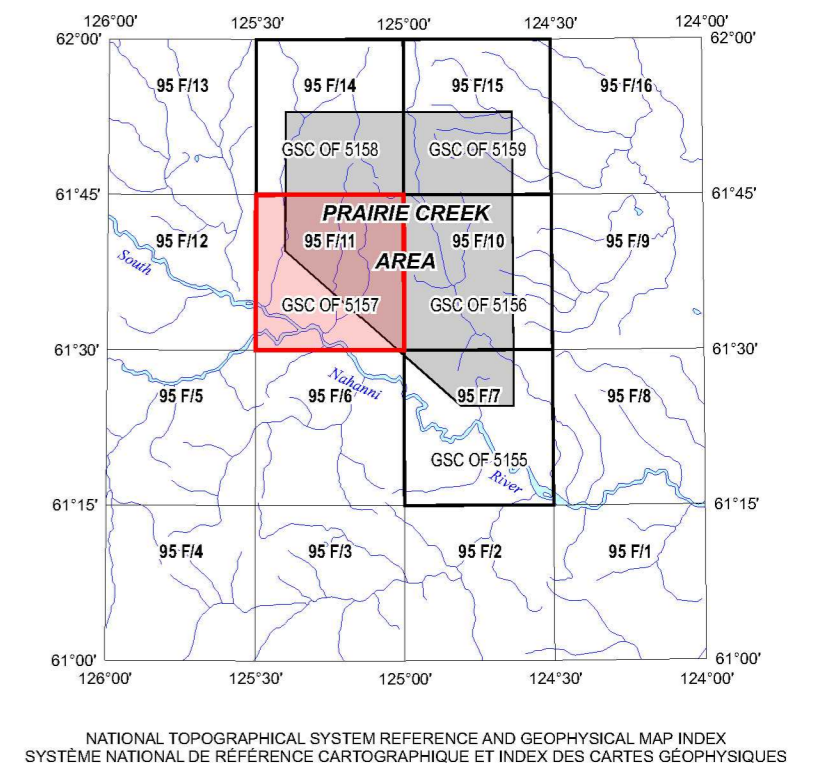 126°00' 125°30' 125°00' 124°30' 124°00'
62°00' 62°00'
95 F/13 95 F/14 95 F/15 95 F/16
GSC OF 5158 GSC OF 5159
61°45' 61°45'
PRAIRIE CREEK
95 F/12 95 F/11 95 F/10 95 F/9
AREA
South
GSC OF 5157 GSC OF 5156
61°30' 61°30'
Nahanni
95 F/5 95 F/6 95 F/7 95 F/8
GSC OF 5155
River
61°15' 61°15'
95 F/4 95 F/3 95 F/2 95 F/1
61°00' 61°00'
126°00' 125°30' 125°00' 124°30' 124°00'
NATIONAL TOPOGRAPHICAL SYSTEM REFERENCE AND GEOPHYSICAL MAP INDEX
SYSTÈME NATIONAL DE RÉFÉRENCE CARTOGRAPHIQUE ET INDEX DES CARTES GÉOPHYSIQUES